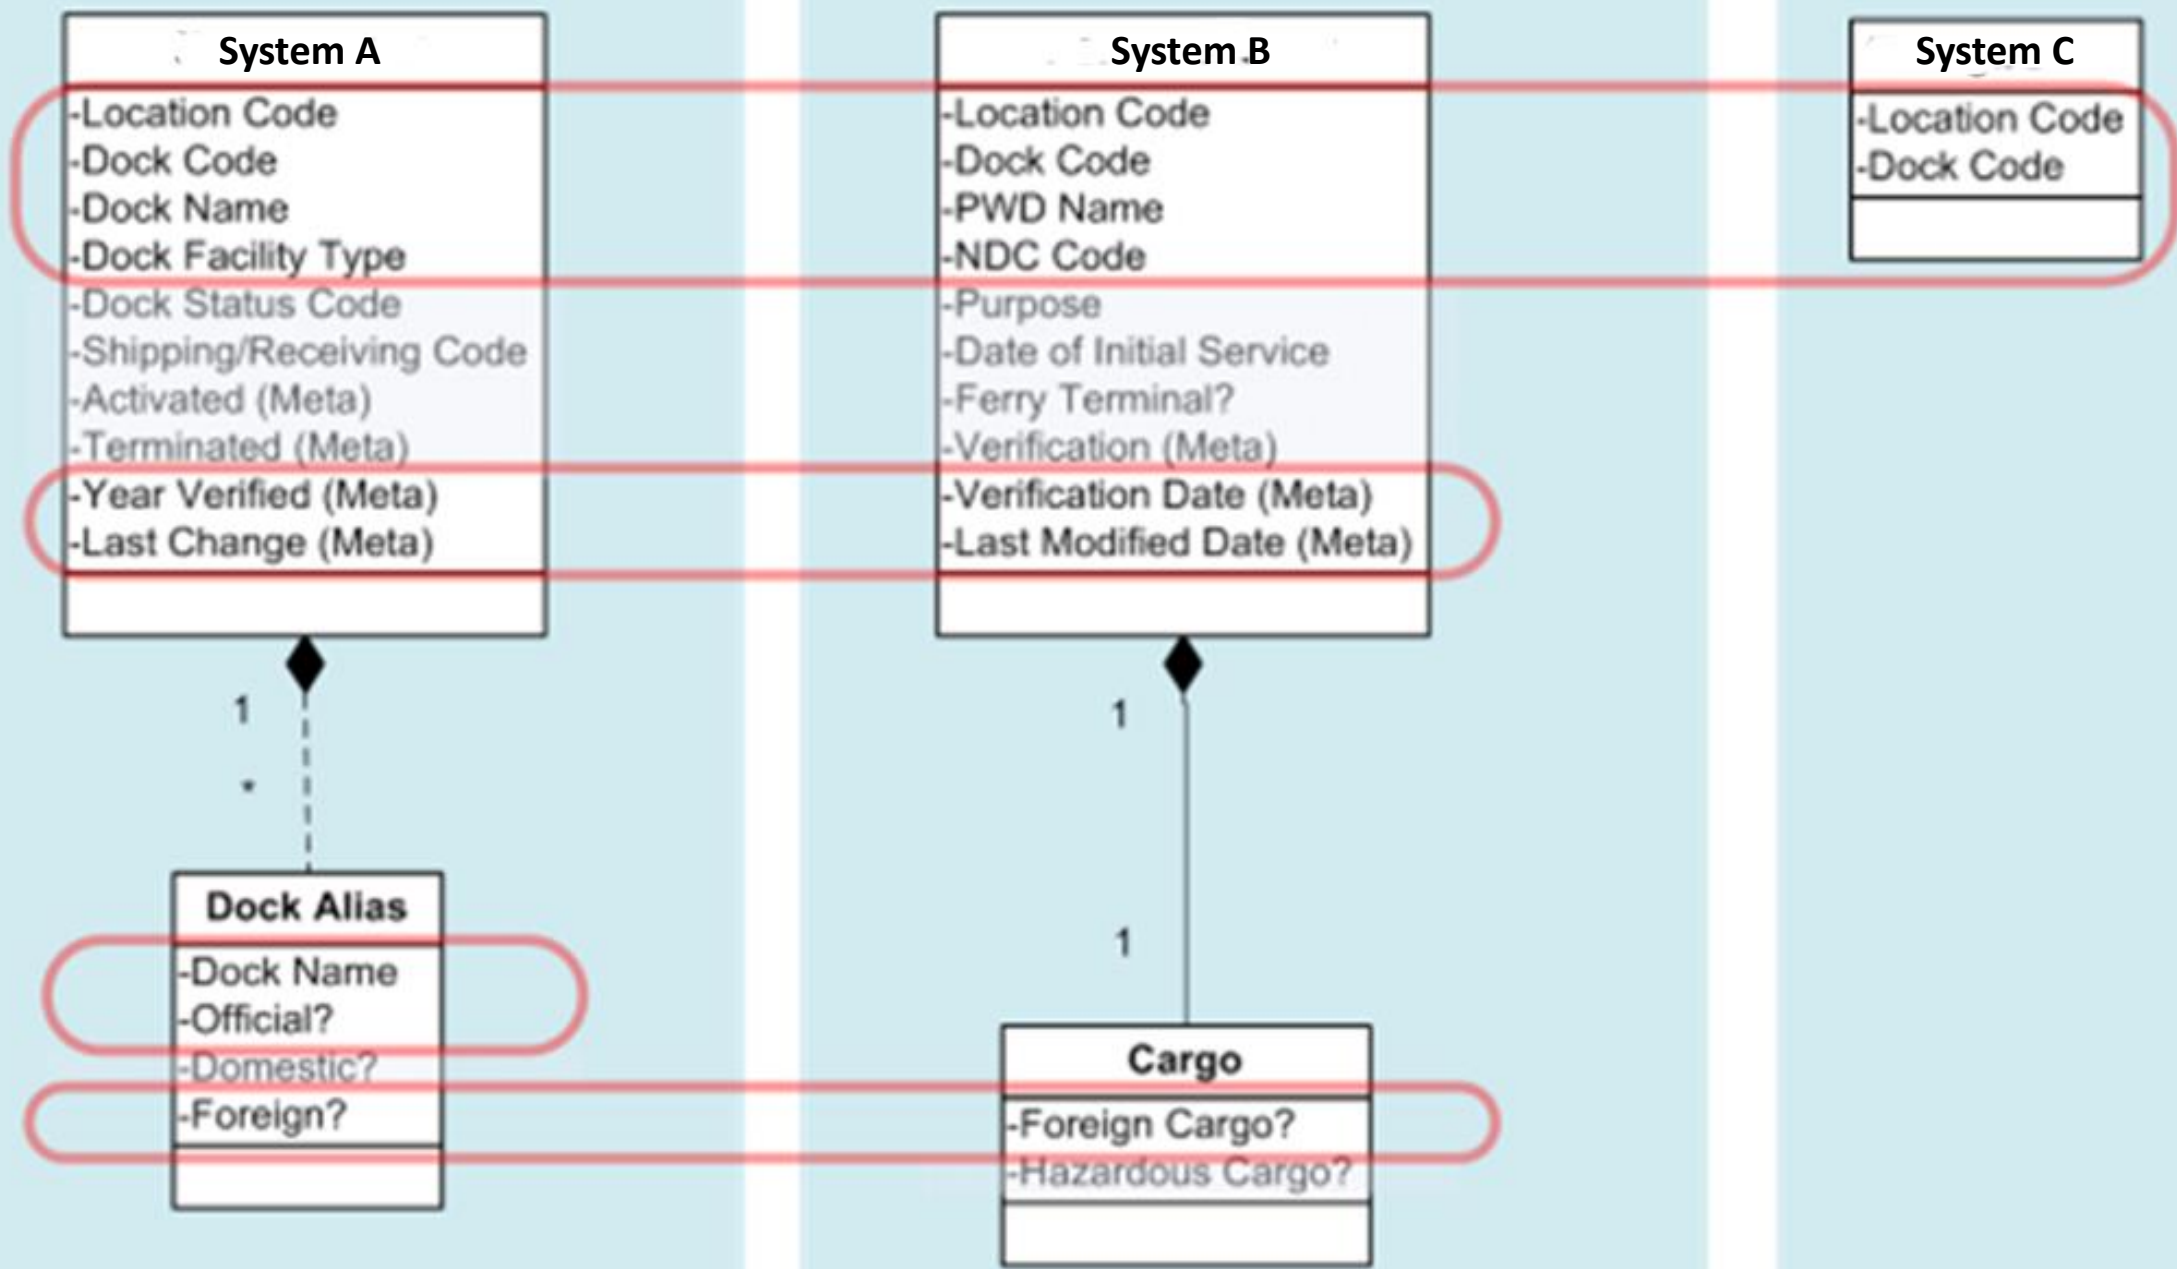 System A
-Location Code
-Dock Code
-Dock Name
-Dock Facility Type
-Dock Status Code
-Shipping/Receiving Code
-Activated (Meta)
-Terminated (Meta)
-Year Verified (Meta)
-Last Change (Meta)
1
*
Dock Alias
-Dock Name
-Official?
-Domestic?
-Foreign?
System B
-Location Code
-Dock Code
-PWD Name
-NDC Code
-Purpose
-Date of Initial Service
-Ferry Terminal?
-Verification (Meta)
-Verification Date (Meta)
-Last Modified Date (Meta)
1
1
Cargo
-Foreign Cargo?
-Hazardous Cargo?
System C
-Location Code
-Dock Code